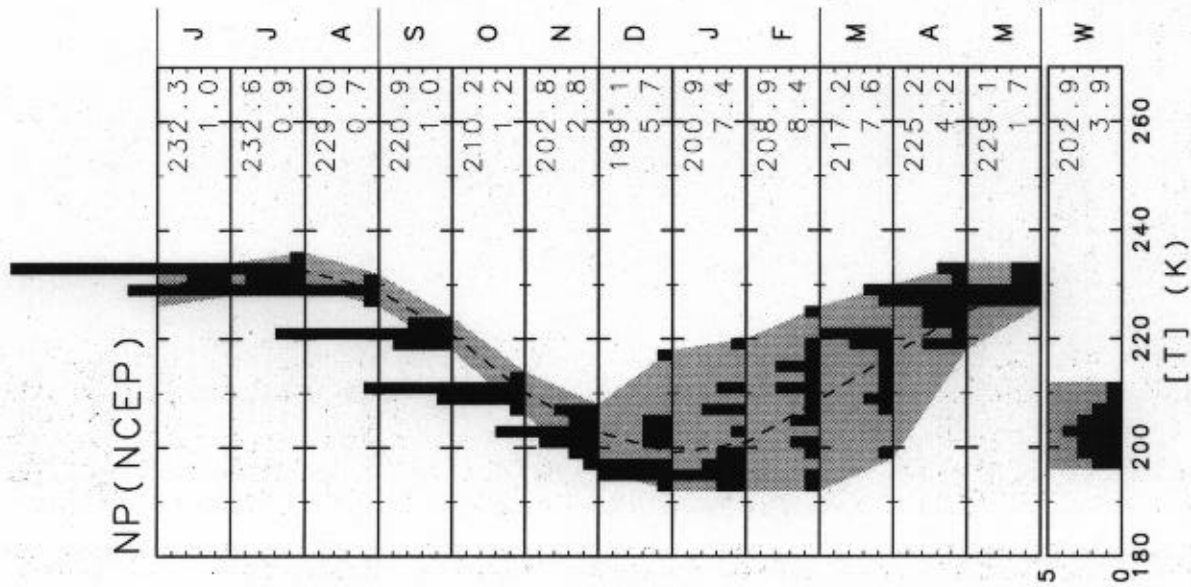 NP(NCEP)
232.3 J
1.0
232.6 J
0.9
229.0 A
0.7
220.9 S
1.0
210.2 O
1.2
202.8 N
2.8
199.1 D
5.7
200.9 J
7.4
208.9 F
8.4
217.2 M
7.6
225.2 A
4.2
229.1 M
1.7
5
202.9 W
3.9
0
180 200 220 240 260
[T] (K)